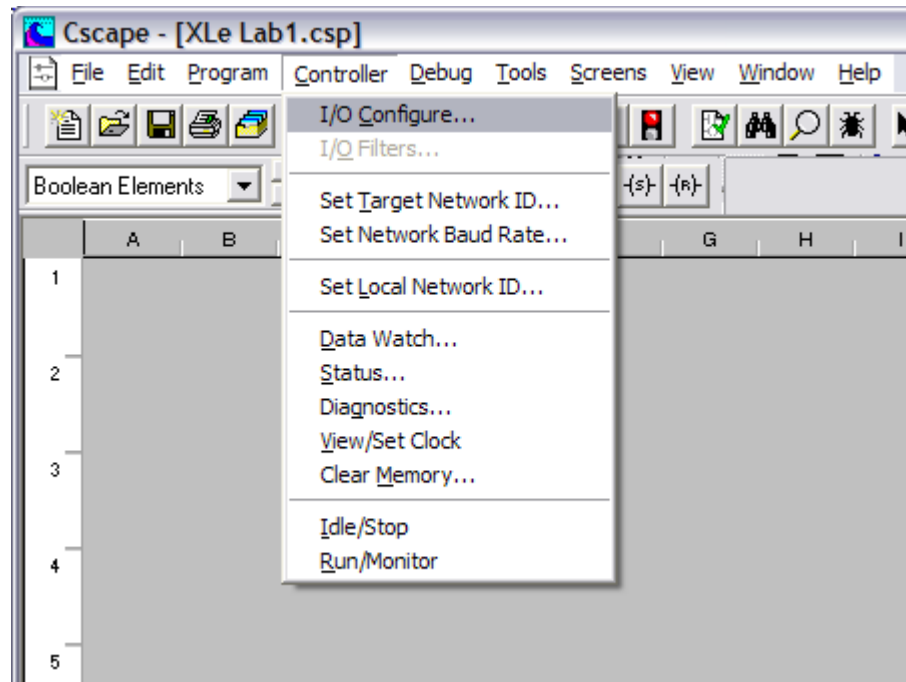 Cscape - [XLe Lab1.csp]
File Edit Program Controller Debug Tools Screens View Window Help
Boolean Elements
-(S)- -(R)-
A B G H I
1
2
3
4
5
I/O Configure...
I/O Filters...
Set Target Network ID...
Set Network Baud Rate...
Set Local Network ID...
Data Watch...
Status...
Diagnostics...
View/Set Clock
Clear Memory...
Idle/Stop
Run/Monitor